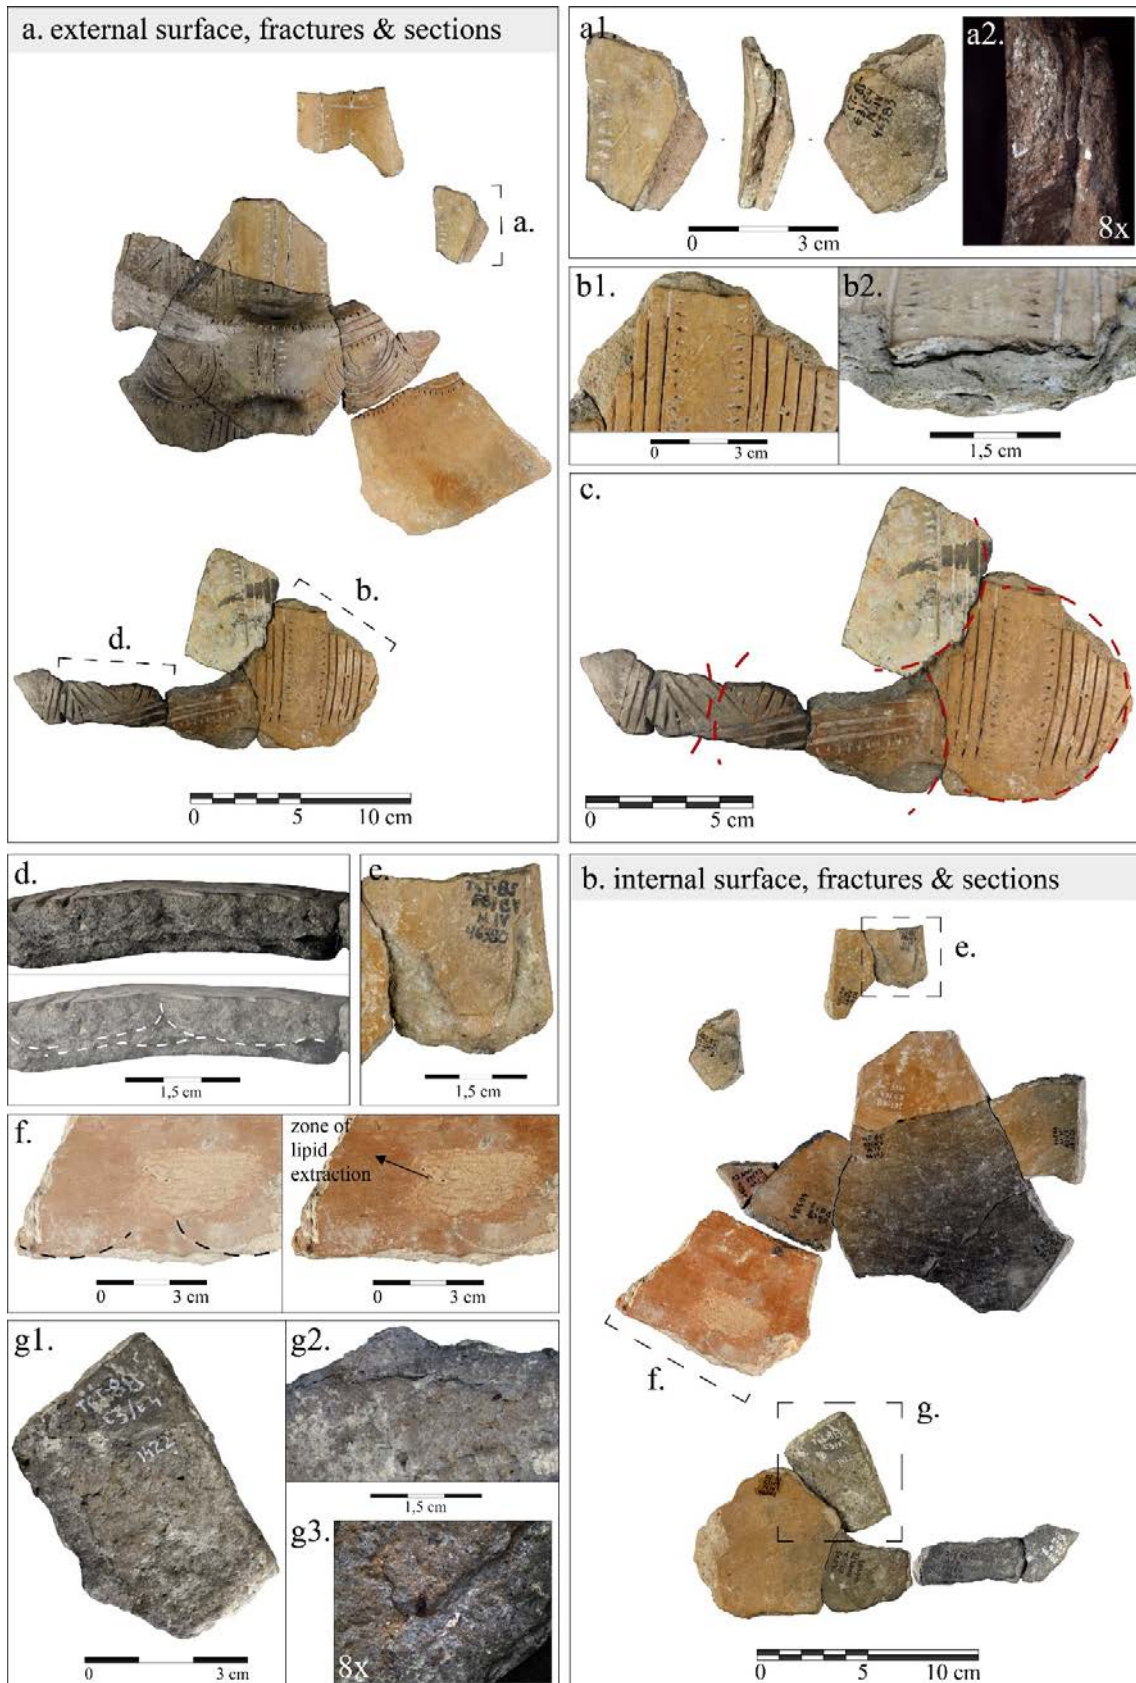 a. external surface, fractures & sections
a.
b.
d.
0 5 10 cm
a1.
a2.
8x
0 3 cm
b1.
b2.
0 3 cm
1,5 cm
c.
0 5 cm
d.
1,5 cm
e.
1,5 cm
f.
zone of
lipid
extraction
0 3 cm
0 3 cm
g1.
1422
0 3 cm
g2.
1,5 cm
g3.
8x
b. internal surface, fractures & sections
e.
f.
g.
0 5 10 cm